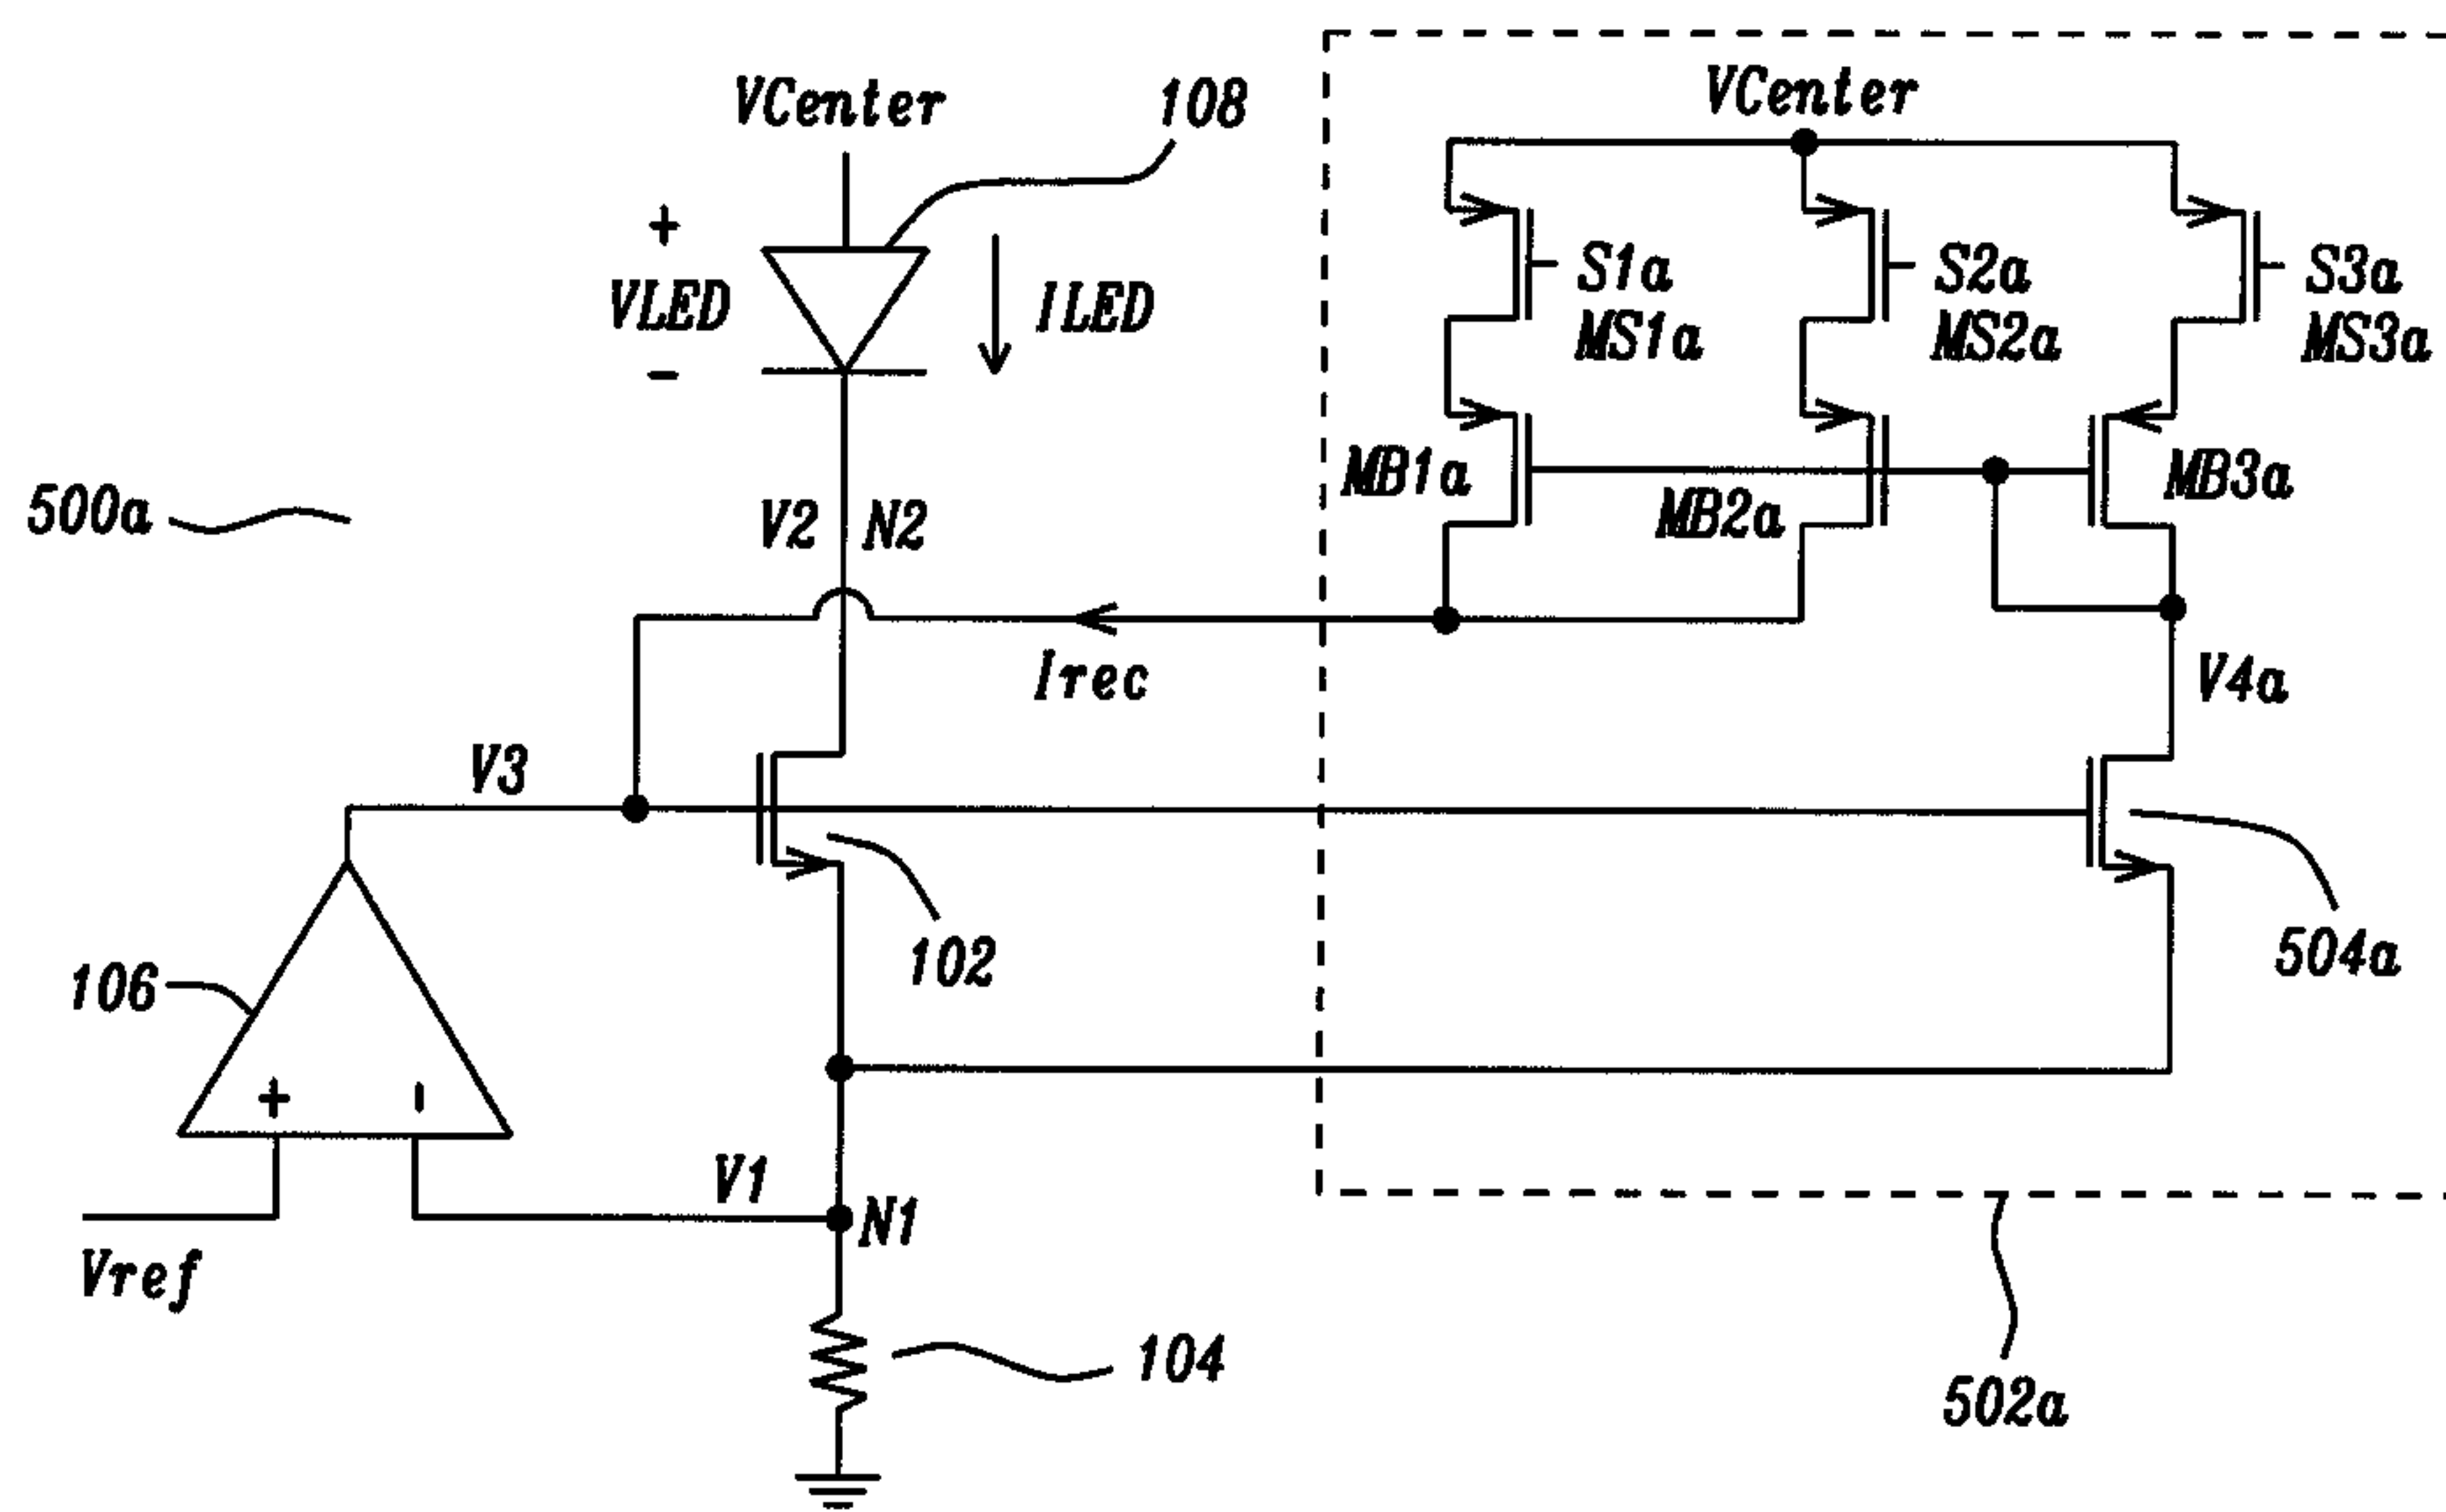 VCenter
108
VCenter
+
VLED
-
ILED
S1a
MS1a
S2a
MS2a
S3a
MS3a
500a
V2
N2
MB1a
MB2a
MB3a
Irec
V4a
V3
102
504a
106
+
-
V1
N1
Vref
104
502a